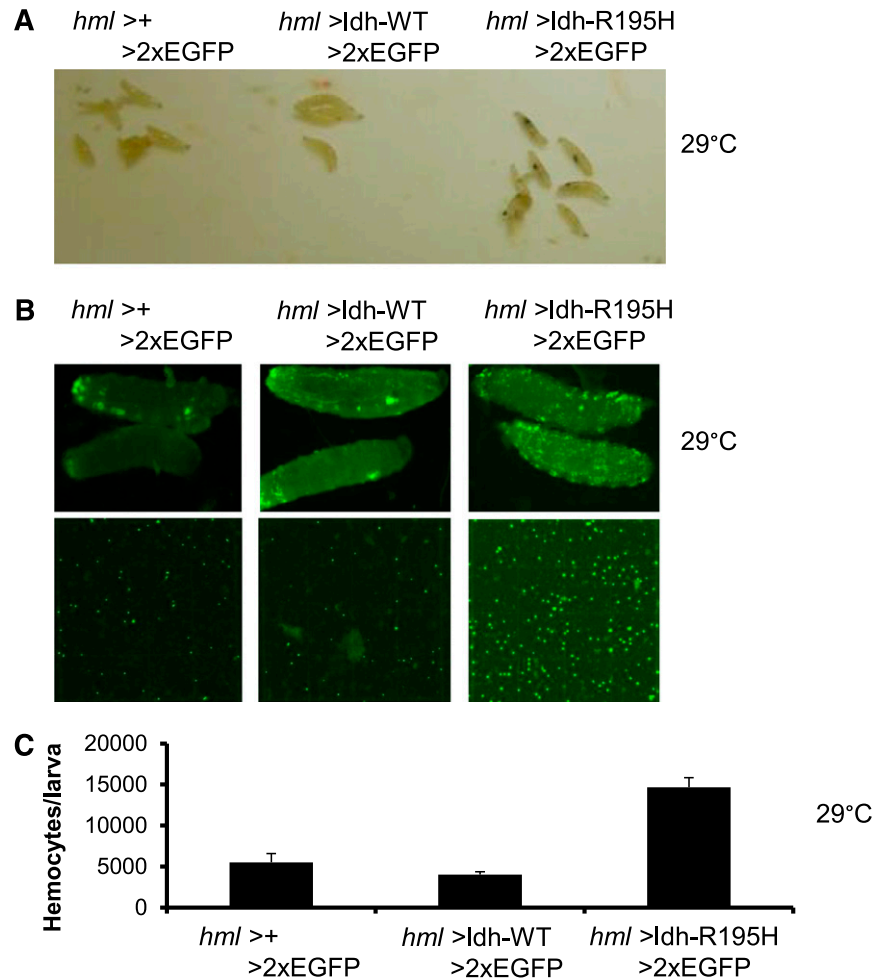 A
hml >+
>2xEGFP
hml >Idh-WT
>2xEGFP
hml >Idh-R195H
>2xEGFP
29°C
B
hml >+
>2xEGFP
hml >Idh-WT
>2xEGFP
hml >Idh-R195H
>2xEGFP
29°C
C
Hemocytes/larva
20000
15000
10000
5000
0
29°C
hml >+
>2xEGFP
hml >Idh-WT
>2xEGFP
hml >Idh-R195H
>2xEGFP